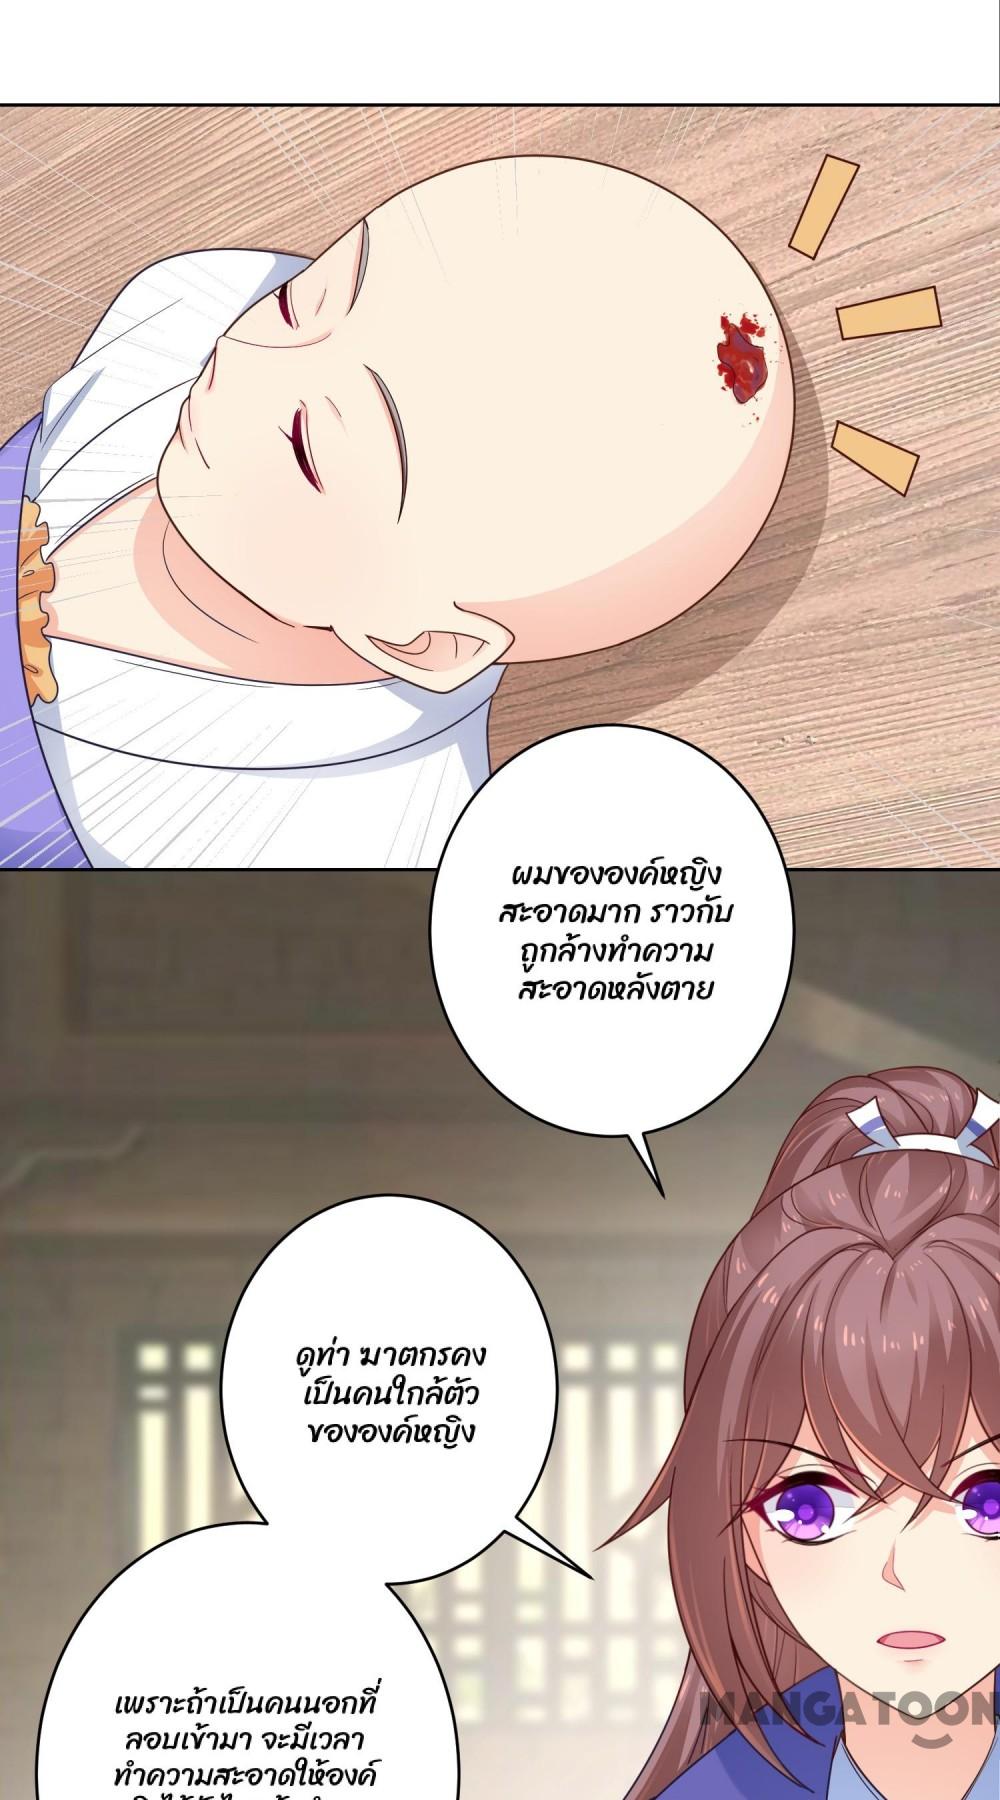 ผมขององค์หญิง
สะอาดมาก ราวกับ
ถูกล้างทำความ
สะอาดหลังตาย
ดูท่า ฆาตกรคง
เป็นคนใกล้ตัว
ขององค์หญิง
เพราะถ้าเป็นคนนอกที่
ลอบเข้ามา จะมีเวลา
ทำความสะอาดให้องค์
MANGATOON